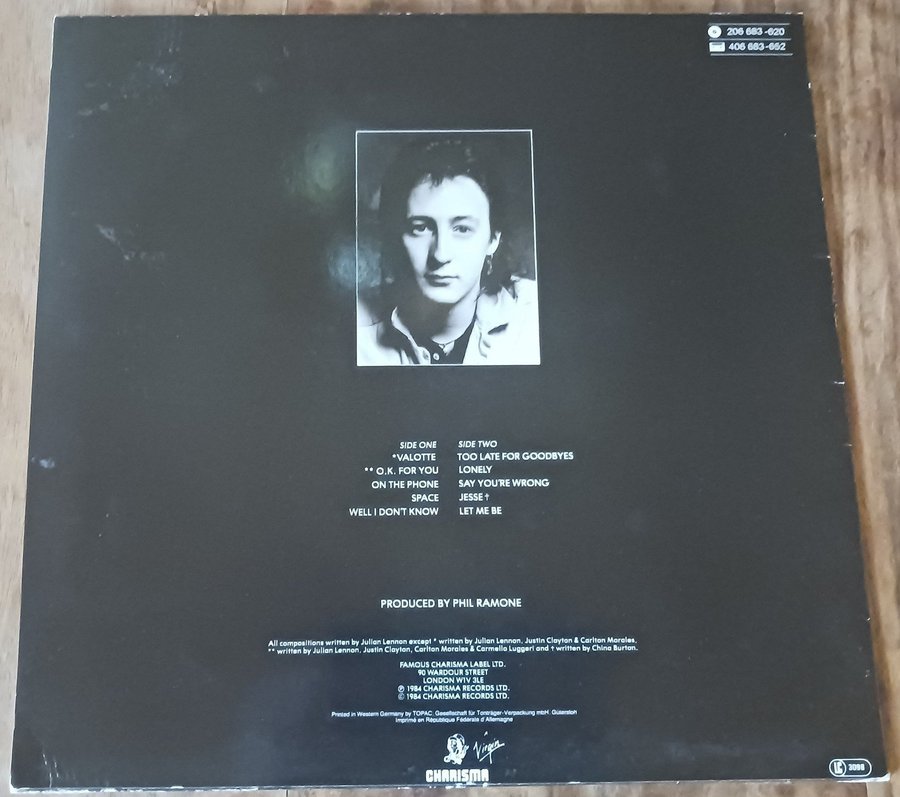 206 683-620
406 683-652
SIDE ONE
*VALOTTE
** O.K. FOR YOU
ON THE PHONE
SPACE
WELL I DON'T KNOW
SIDE TWO
TOO LATE FOR GOODBYES
LONELY
SAY YOU'RE WRONG
JESSE †
LET ME BE
PRODUCED BY PHIL RAMONE
All compositions written by Julian Lennon except * written by Julian Lennon, Justin Clayton & Carlton Morales,
** written by Julian Lennon, Justin Clayton, Carlton Morales & Carmella Luggeri and † written by China Burton.
FAMOUS CHARISMA LABEL LTD.
90 WARDOUR STREET
LONDON W1V 3LE
℗ 1984 CHARISMA RECORDS LTD.
© 1984 CHARISMA RECORDS LTD.
Printed in Western Germany by TOPAC, Gesellschaft für Tonträger-Verpackung mbH. Gütersloh
Imprimé en République Fédérale d'Allemagne
Virgin
CHARISMA
LC 3098